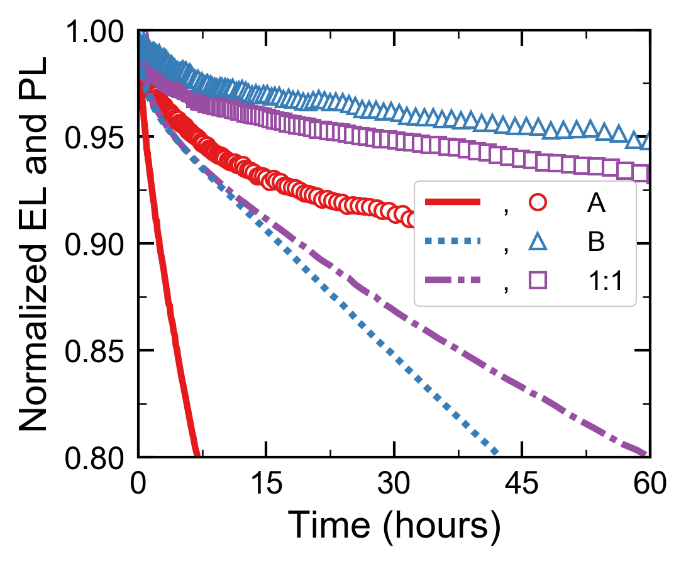 Normalized EL and PL
1.00
0.95
0.90
0.85
0.80
, A
, B
, 1:1
0 15 30 45 60
Time (hours)